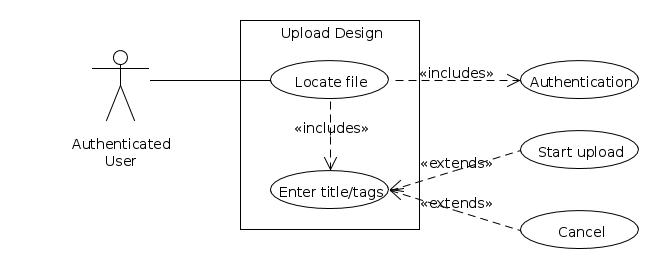 Upload Design
Locate file
«includes»
Authentication
«includes»
Authenticated
User
Start upload
«extends»
Enter title/tags
«extends»
Cancel